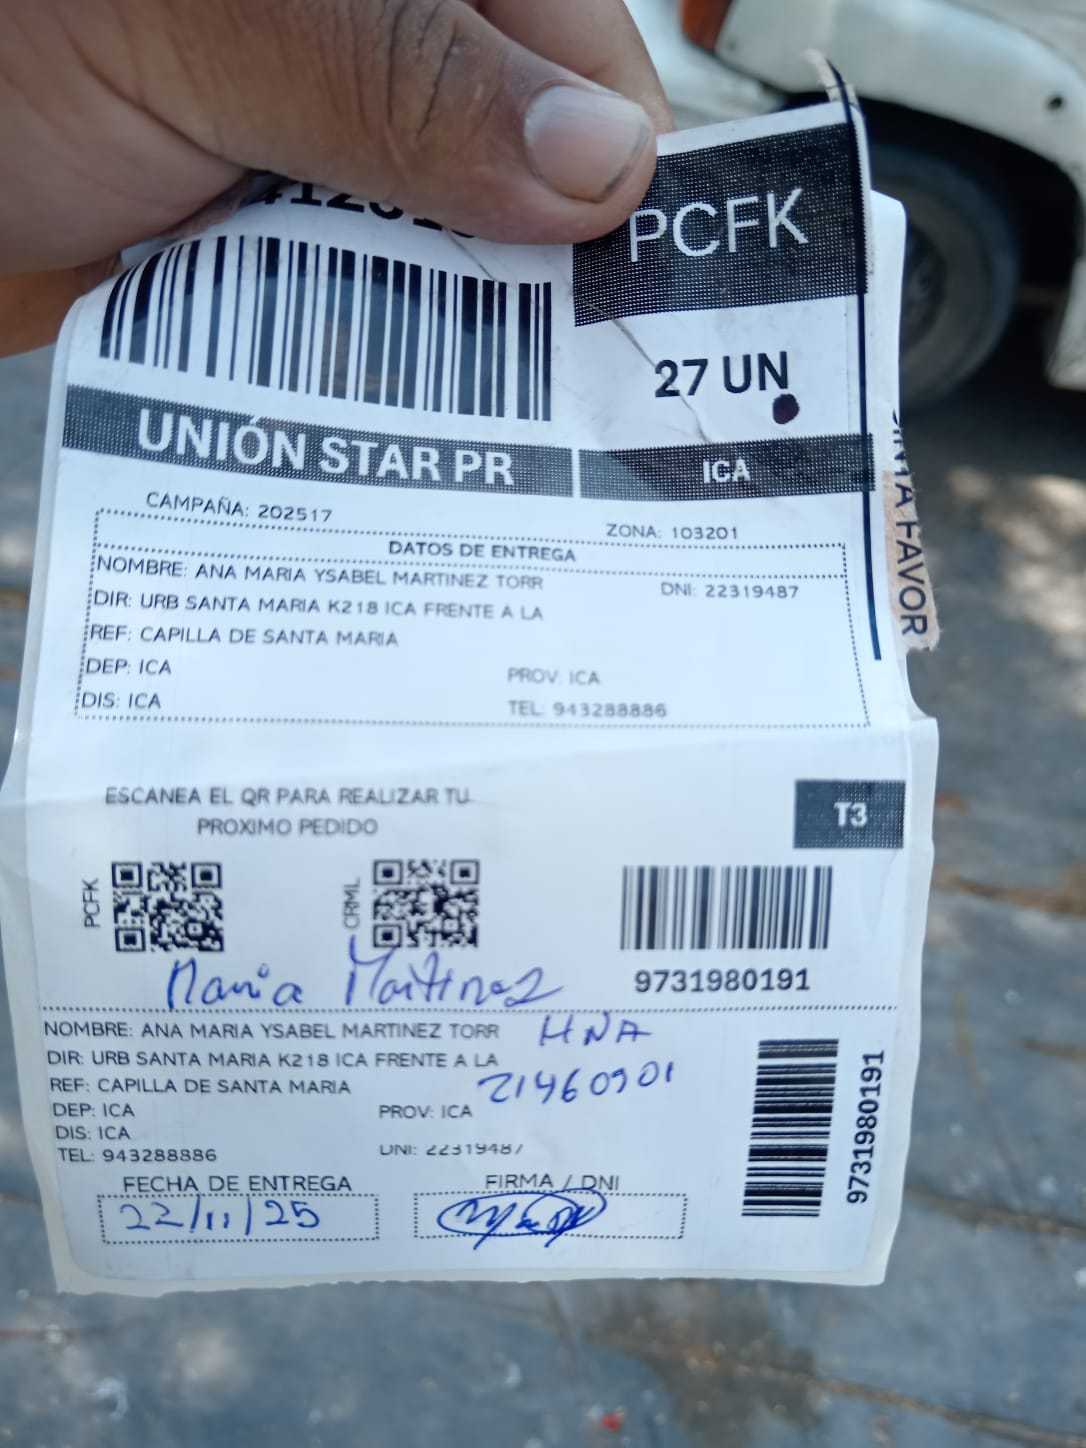 PCFK
27 UN
UNIÓN STAR PR
ICA
CAMPAÑA: 202517
ZONA: 103201
DATOS DE ENTREGA
NOMBRE: ANA MARIA YSABEL MARTINEZ TORR
DNI: 22319487
DIR: URB SANTA MARIA K218 ICA FRENTE A LA
REF: CAPILLA DE SANTA MARIA
DEP: ICA
PROV: ICA
DIS: ICA
TEL: 943288886
FAVOR
ESCANEA EL QR PARA REALIZAR TU
PROXIMO PEDIDO
T3
PCFK
CRML
9731980191
Maria Martinez
NOMBRE: ANA MARIA YSABEL MARTINEZ TORR
HNA
DIR: URB SANTA MARIA K218 ICA FRENTE A LA
REF: CAPILLA DE SANTA MARIA
21460901
DEP: ICA
PROV: ICA
DIS: ICA
TEL: 943288886
DNI: 22319487
9731980191
FECHA DE ENTREGA
FIRMA / DNI
22/11/25